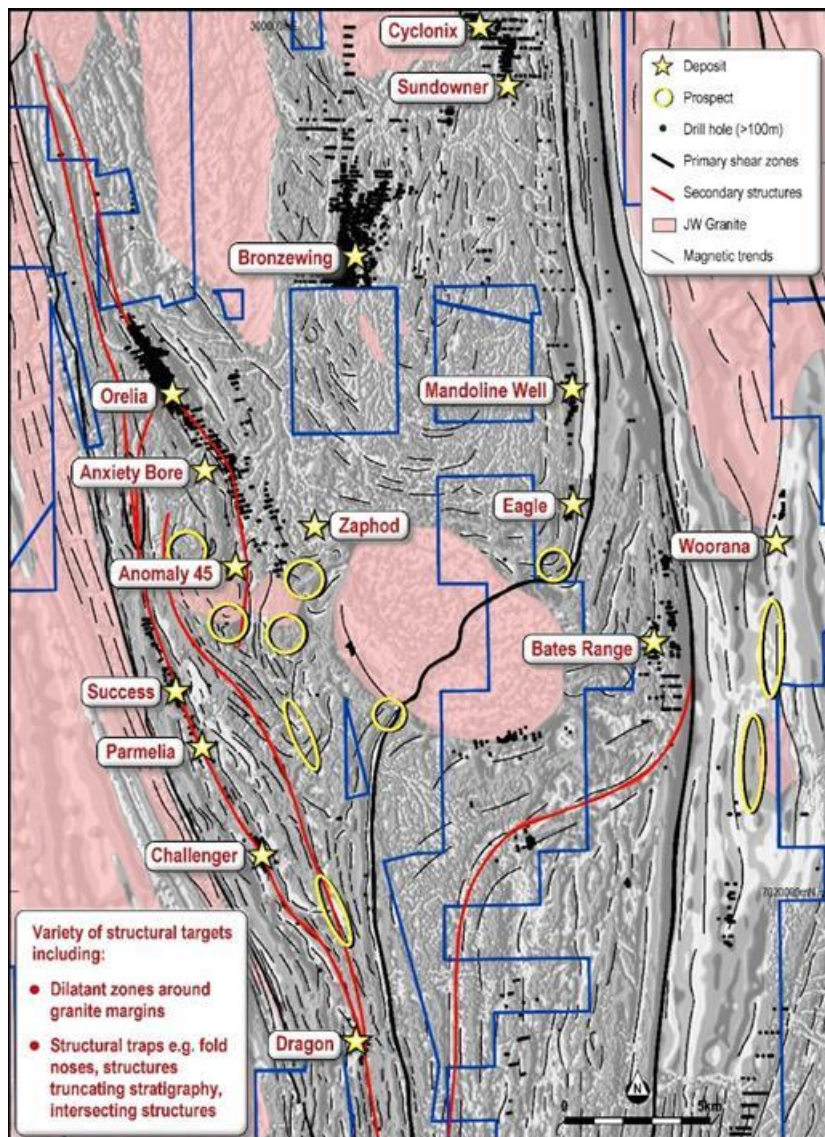 3000,0mE
Cyclonix
Sundowner
Deposit
Prospect
Drill hole (>100m)
Primary shear zones
Secondary structures
JW Granite
Magnetic trends
Bronzewing
Orelia
Mandoline Well
Anxiety Bore
Zaphod
Eagle
Woorana
Anomaly 45
Bates Range
Success
Parmelia
Challenger
Variety of structural targets
including:
● Dilatant zones around
granite margins
● Structural traps e.g. fold
noses, structures
truncating stratigraphy,
intersecting structures
Dragon
N
0
5km